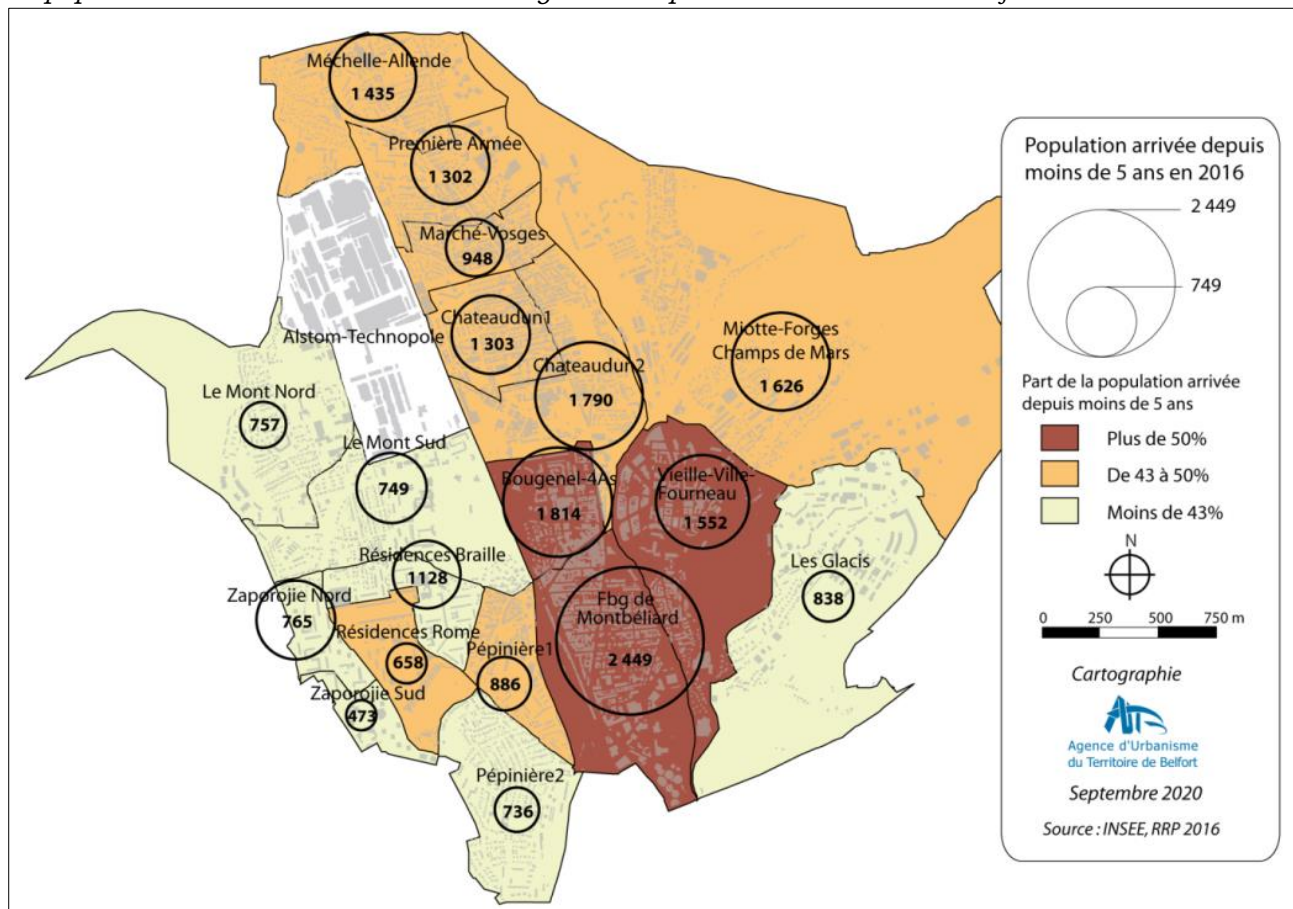 Méchelle-Allende
1 435
Première Armée
1 302
Marché-Vosges
948
Chateaudun1
1 303
Alstom-Technopole
Chateaudun2
1 790
Miotte-Forges
Champs de Mars
1 626
Le Mont Nord
757
Le Mont Sud
749
Bougenel-4As
1 814
Vieille-Ville-
Fourneau
1 552
Les Glacis
838
Résidences Braille
1128
Zaporojie Nord
765
Résidences Rome
658
Pépinière1
886
Fbg de
Montbéliard
2 449
Zaporojie Sud
473
Pépinière2
736
Population arrivée depuis
moins de 5 ans en 2016
2 449
749
Part de la population arrivée
depuis moins de 5 ans
Plus de 50%
De 43 à 50%
Moins de 43%
N
0 250 500 750 m
Cartographie
Agence d'Urbanisme
du Territoire de Belfort
Septembre 2020
Source : INSEE, RRP 2016